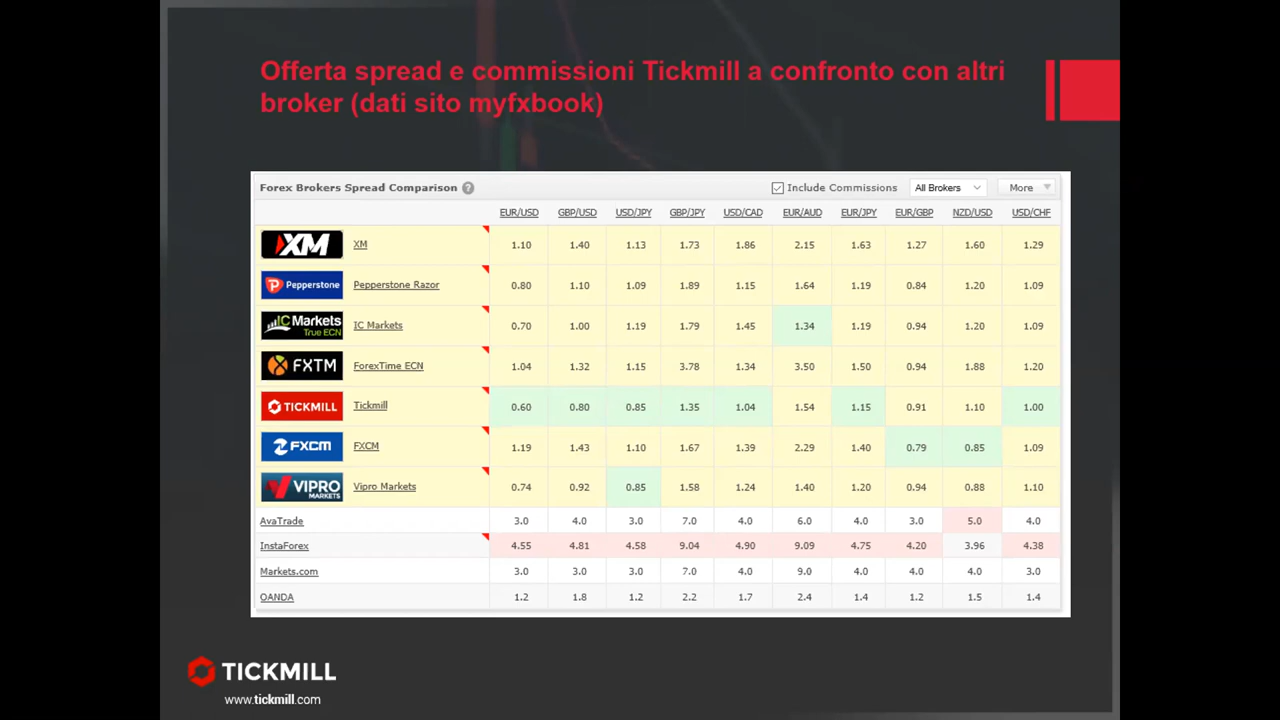 Offerta spread e commissioni Tickmill a confronto con altri
broker (dati sito myfxbook)
Forex Brokers Spread Comparison ? Include Commissions All Brokers More
EUR/USD GBP/USD USD/JPY GBP/JPY USD/CAD EUR/AUD EUR/JPY EUR/GBP NZD/USD USD/CHF
XM XM 1.10 1.40 1.13 1.73 1.86 2.15 1.63 1.27 1.60 1.29
Pepperstone Pepperstone Razor 0.80 1.10 1.09 1.89 1.15 1.64 1.19 0.84 1.20 1.09
IC Markets True ECN IC Markets 0.70 1.00 1.19 1.79 1.45 1.34 1.19 0.94 1.20 1.09
FXTM ForexTime ECN 1.04 1.32 1.15 3.78 1.34 3.50 1.50 0.94 1.88 1.20
TICKMILL Tickmill 0.60 0.80 0.85 1.35 1.04 1.54 1.15 0.91 1.10 1.00
FXCM FXCM 1.19 1.43 1.10 1.67 1.39 2.29 1.40 0.79 0.85 1.09
VIPRO MARKETS Vipro Markets 0.74 0.92 0.85 1.58 1.24 1.40 1.20 0.94 0.88 1.10
AvaTrade 3.0 4.0 3.0 7.0 4.0 6.0 4.0 3.0 5.0 4.0
InstaForex 4.55 4.81 4.58 9.04 4.90 9.09 4.75 4.20 3.96 4.38
Markets.com 3.0 3.0 3.0 7.0 4.0 9.0 4.0 4.0 4.0 3.0
OANDA 1.2 1.8 1.2 2.2 1.7 2.4 1.4 1.2 1.5 1.4
TICKMILL
www.tickmill.com